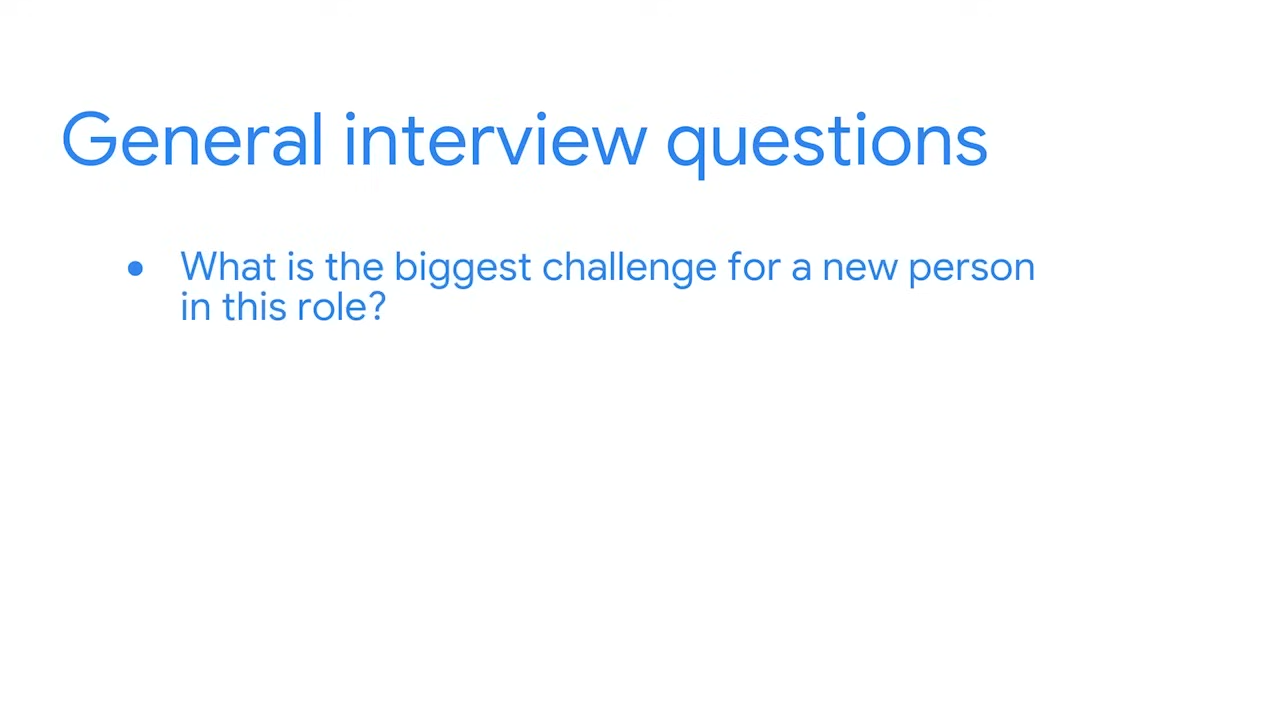 General interview questions
• What is the biggest challenge for a new person
in this role?